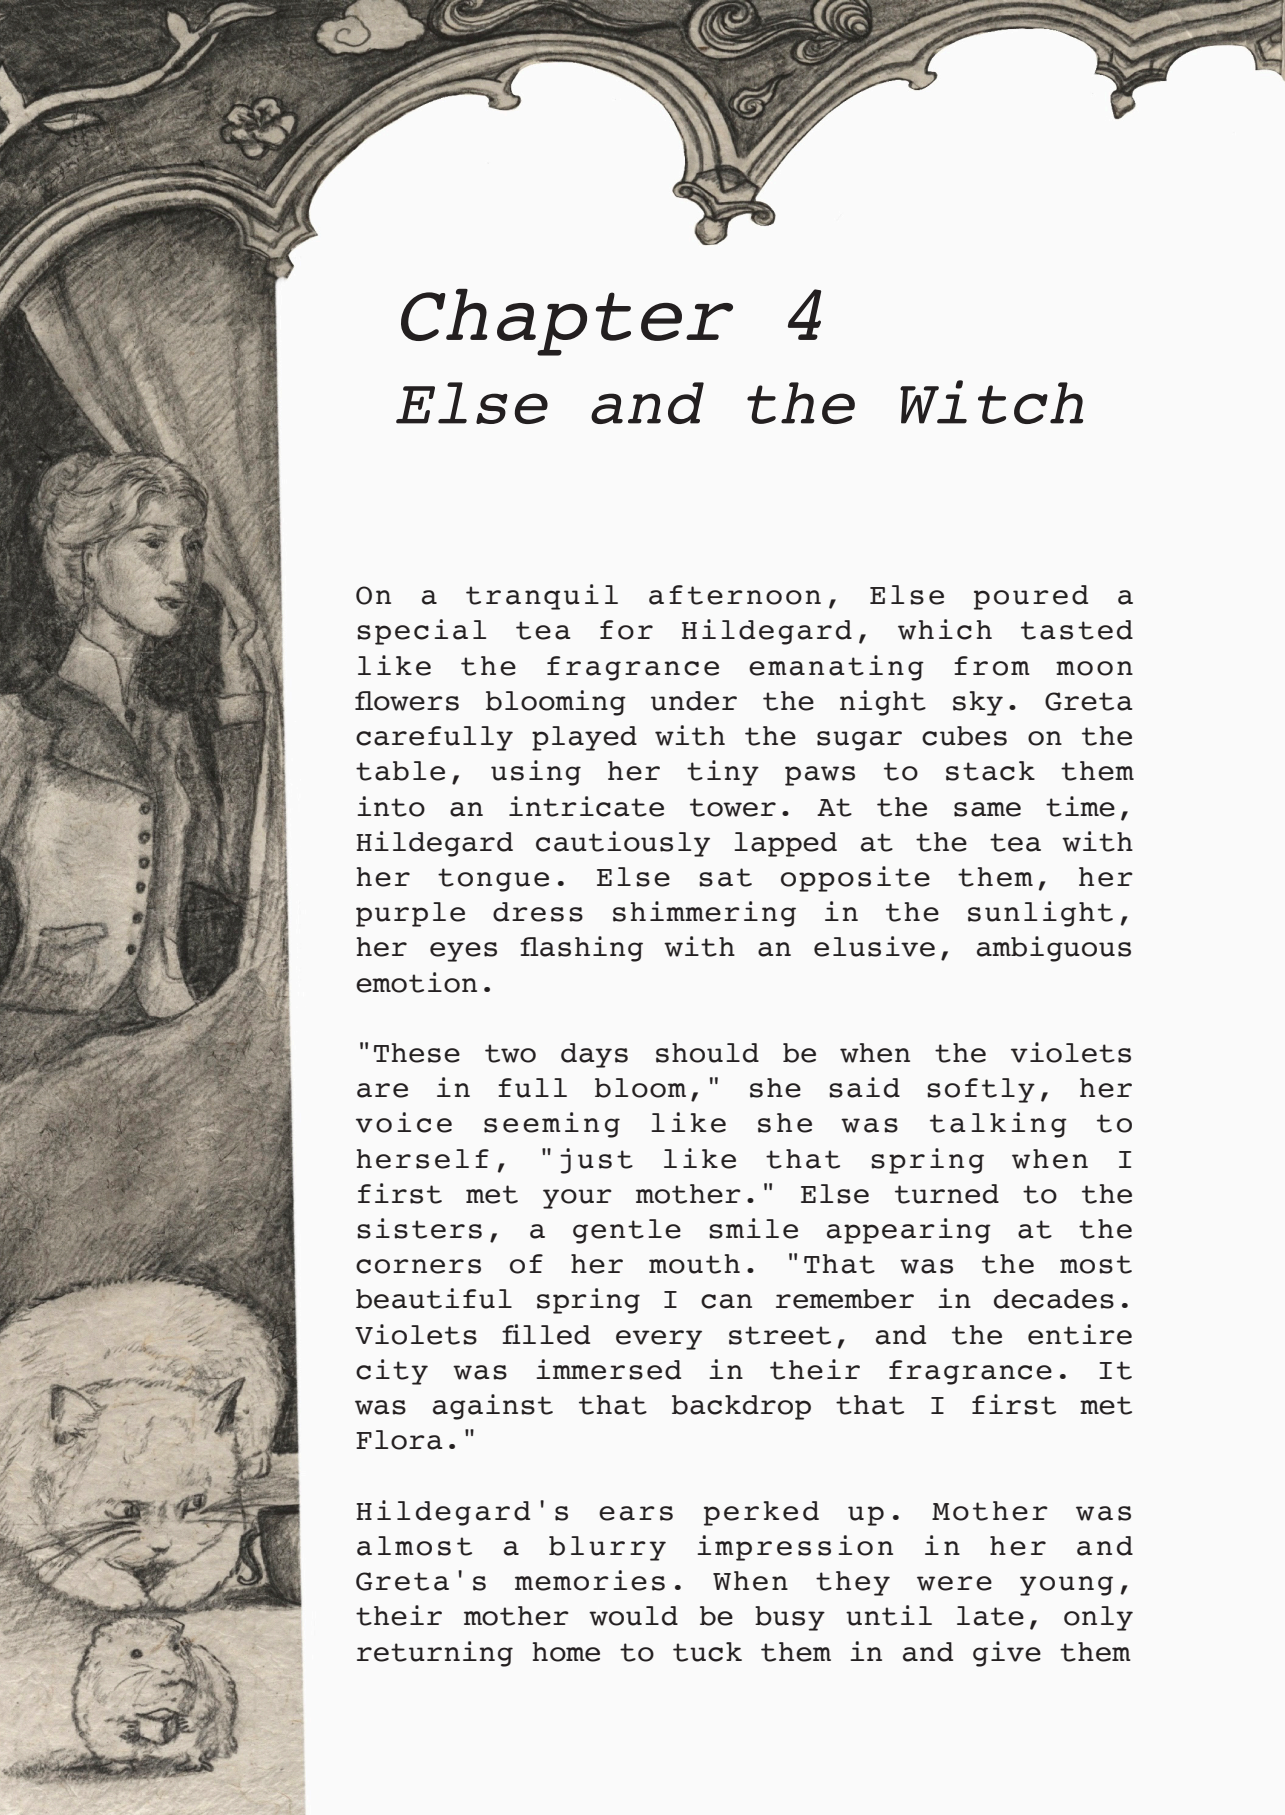 Chapter 4
Else and the Witch
On a tranquil afternoon, Else poured a
special tea for Hildegard, which tasted
like the fragrance emanating from moon
flowers blooming under the night sky. Greta
carefully played with the sugar cubes on the
table, using her tiny paws to stack them
into an intricate tower. At the same time,
Hildegard cautiously lapped at the tea with
her tongue. Else sat opposite them, her
purple dress shimmering in the sunlight,
her eyes flashing with an elusive, ambiguous
emotion.
"These two days should be when the violets
are in full bloom," she said softly, her
voice seeming like she was talking to
herself, "just like that spring when I
first met your mother." Else turned to the
sisters, a gentle smile appearing at the
corners of her mouth. "That was the most
beautiful spring I can remember in decades.
Violets filled every street, and the entire
city was immersed in their fragrance. It
was against that backdrop that I first met
Flora."
Hildegard's ears perked up. Mother was
almost a blurry impression in her and
Greta's memories. When they were young,
their mother would be busy until late, only
returning home to tuck them in and give them